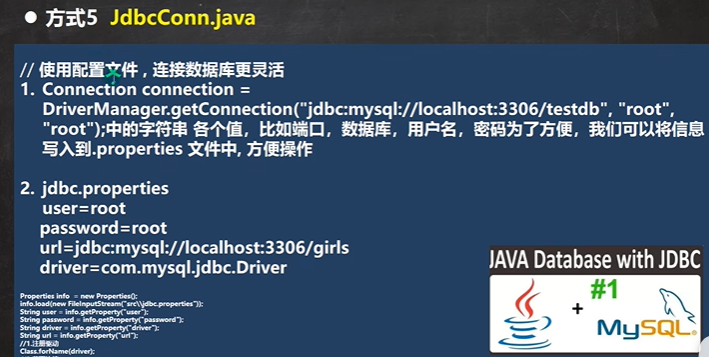 ● 方式5 JdbcConn.java
// 使用配置文件，连接数据库更灵活
1. Connection connection =
DriverManager.getConnection("jdbc:mysql://localhost:3306/testdb", "root",
"root");中的字符串 各个值，比如端口，数据库，用户名，密码为了方便，我们可以将信息
写入到.properties 文件中, 方便操作
2. jdbc.properties
user=root
password=root
url=jdbc:mysql://localhost:3306/girls
driver=com.mysql.jdbc.Driver
JAVA Database with JDBC
#1
+
Java
MySQL
Properties info = new Properties();
info.load(new FileInputStream("src\\jdbc.properties"));
String user = info.getProperty("user");
String password = info.getProperty("password");
String driver = info.getProperty("driver");
String url = info.getProperty("url");
//1.注册驱动
Class.forName(driver);